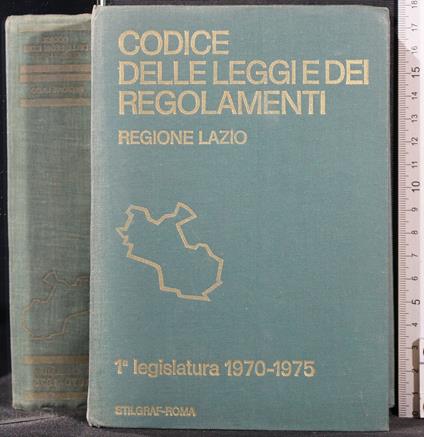 CODICE
DELLE LEGGI E DEI
REGOLAMENTI
REGIONE LAZIO
1ª legislatura 1970-1975
STILGRAF-ROMA